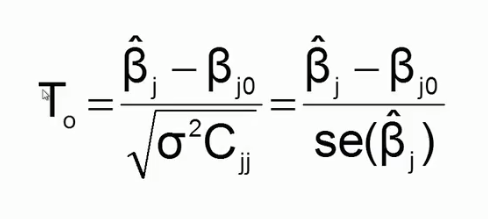 T₀ = (β̂ⱼ − βⱼ₀) / √(σ²Cⱼⱼ) = (β̂ⱼ − βⱼ₀) / se(β̂ⱼ)